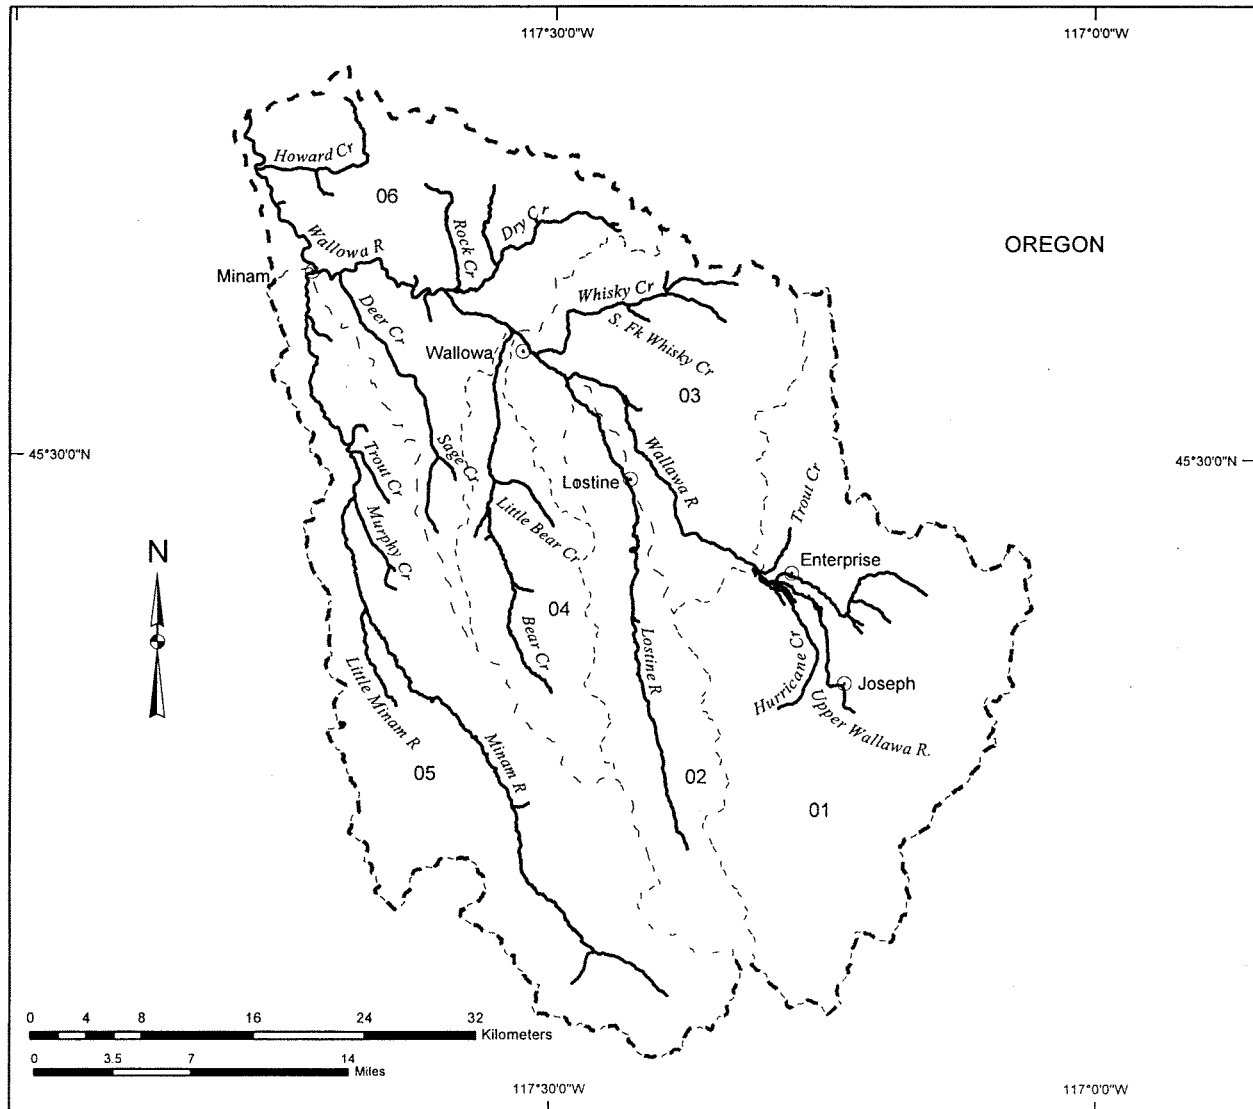 117°30'0"W
117°0'0"W
Howard Cr
06
Rock Cr
Dry Cr
Wallowa R
OREGON
Minam
Whisky Cr
Deer Cr
S. Fk Whisky Cr
Wallowa
03
45°30'0"N
45°30'0"N
Trout Cr
Sage Cr
Wallawa R
Lostine
Trout Cr
Little Bear Cr
Murphy Cr
N
Enterprise
04
Bear Cr
Lostine R
Hurricane Cr
Joseph
Little Minam R
Upper Wallawa R.
Minam R
05
02
01
0 4 8 16 24 32
Kilometers
0 3.5 7 14
Miles
117°30'0"W
117°0'0"W